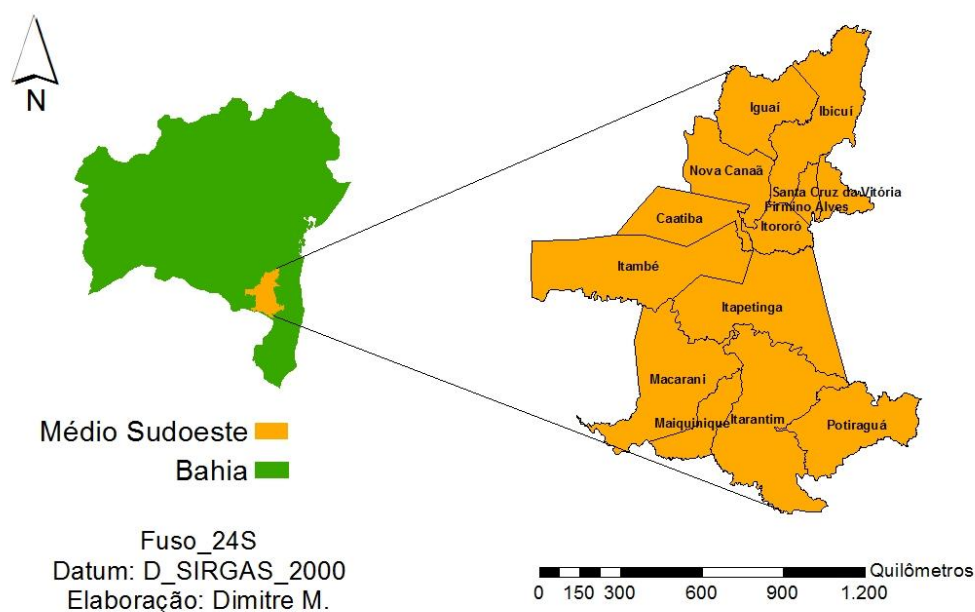 N
Médio Sudoeste
Bahia
Fuso_24S
Datum: D_SIRGAS_2000
Elaboração: Dimitre M.
Iguaí
Ibicuí
Nova Canaã
Santa Cruz da Vitória
Firmino Alves
Caatiba
Itororó
Itambé
Itapetinga
Macarani
Maiquinique
Itarantim
Potiraguá
Quilômetros
0 150 300 600 900 1.200